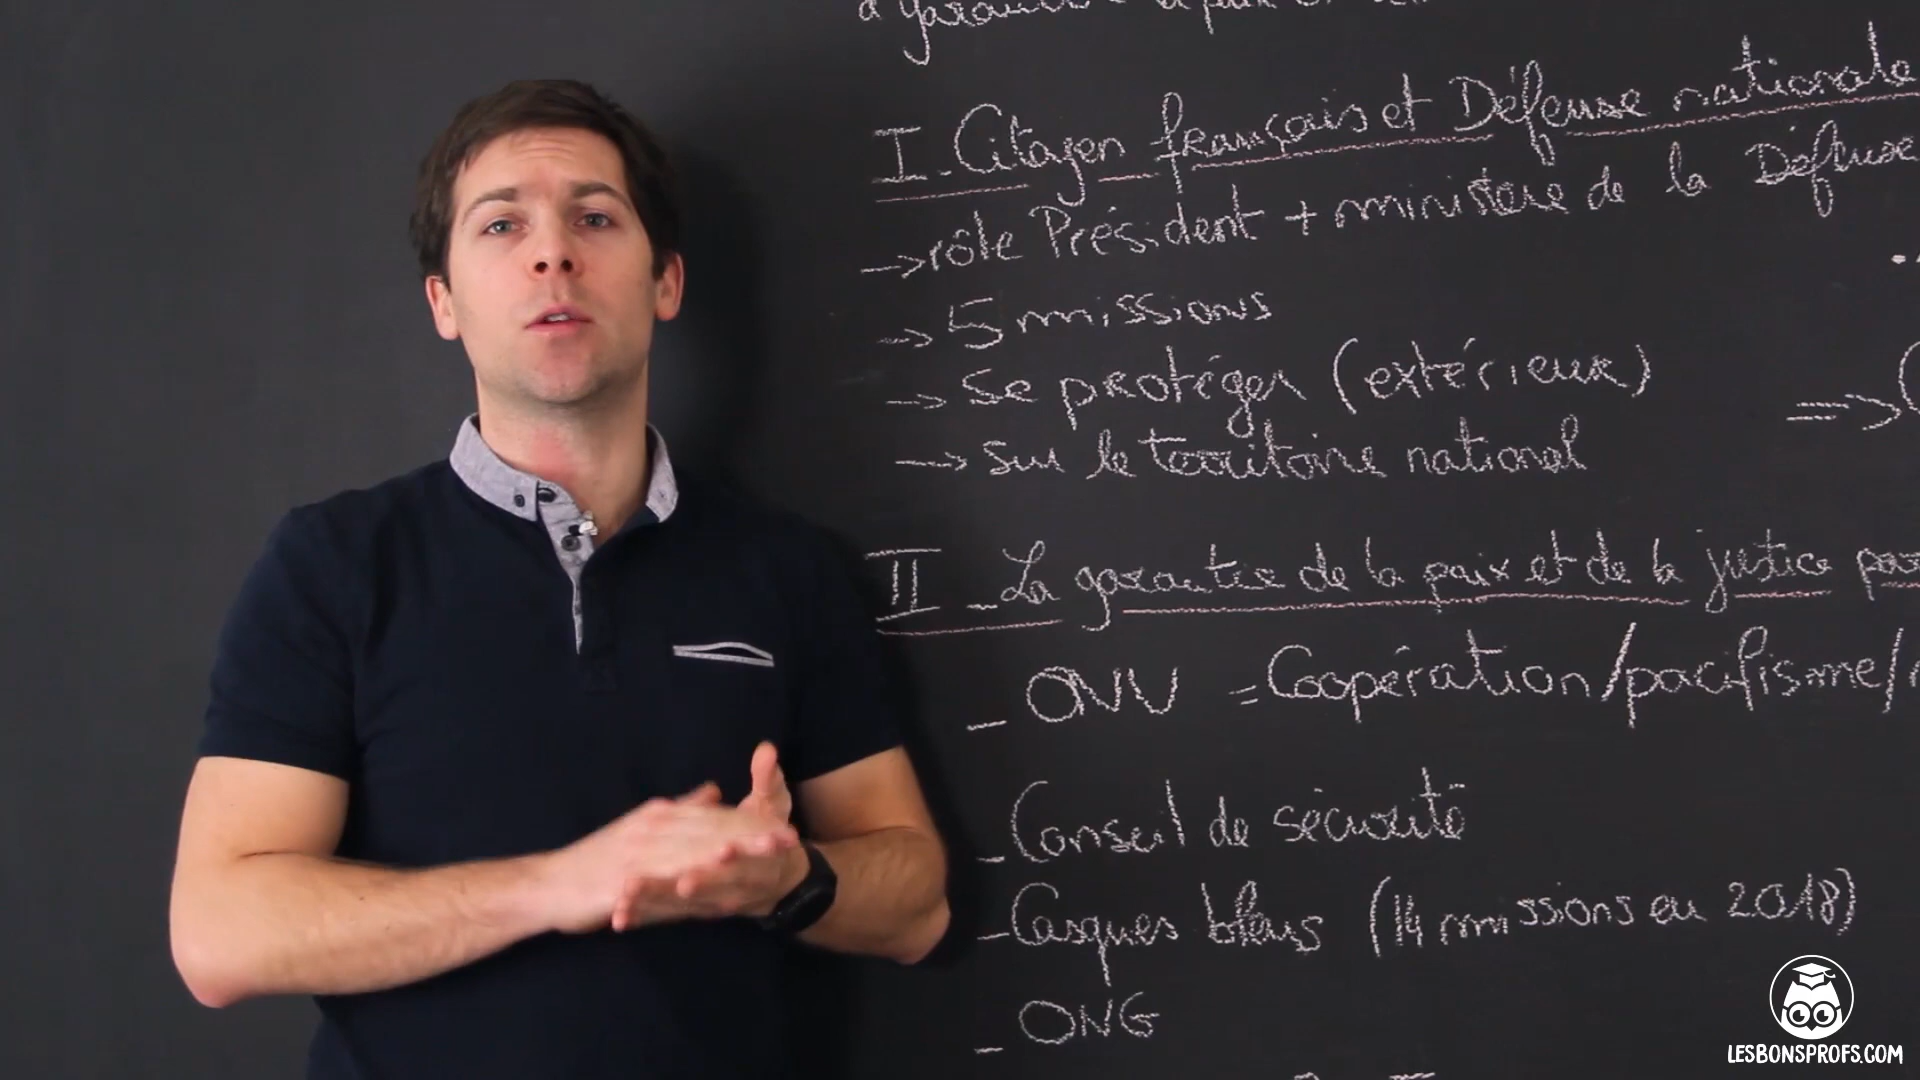 I - Citoyen français et Défense nationale
-> rôle Président + ministère de la Défense
-> 5 missions
-> se protéger (extérieur)
-> sur le territoire national
=>
II - La garantie de la paix et de la justice
- ONU = Coopération/pacifisme/
- Conseil de sécurité
- Casques bleus (14 missions en 2018)
- ONG
LESBONSPROFS.COM